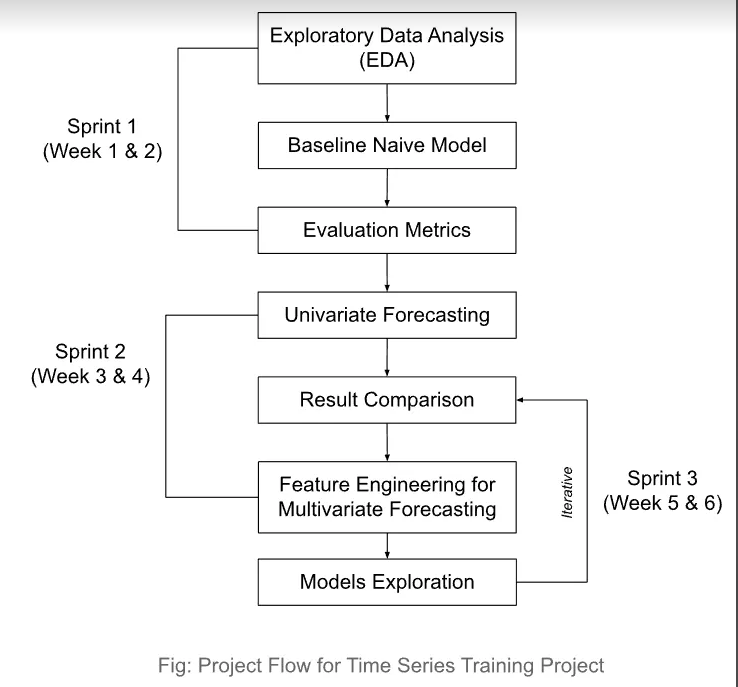 Exploratory Data Analysis
(EDA)
Sprint 1
(Week 1 & 2)
Baseline Naive Model
Evaluation Metrics
Univariate Forecasting
Sprint 2
(Week 3 & 4)
Result Comparison
Feature Engineering for
Multivariate Forecasting
Iterative
Sprint 3
(Week 5 & 6)
Models Exploration
Fig: Project Flow for Time Series Training Project